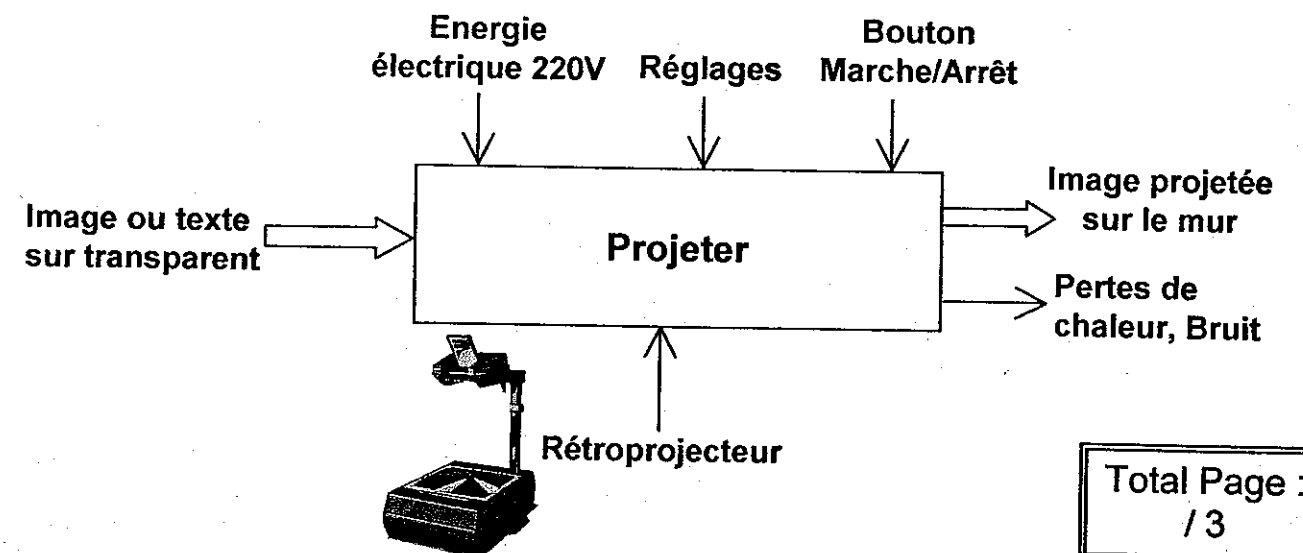 Energie
électrique 220V
Réglages
Bouton
Marche/Arrêt
Image ou texte
sur transparent
Projeter
Image projetée
sur le mur
Pertes de
chaleur, Bruit
Rétroprojecteur
Total Page :
/ 3